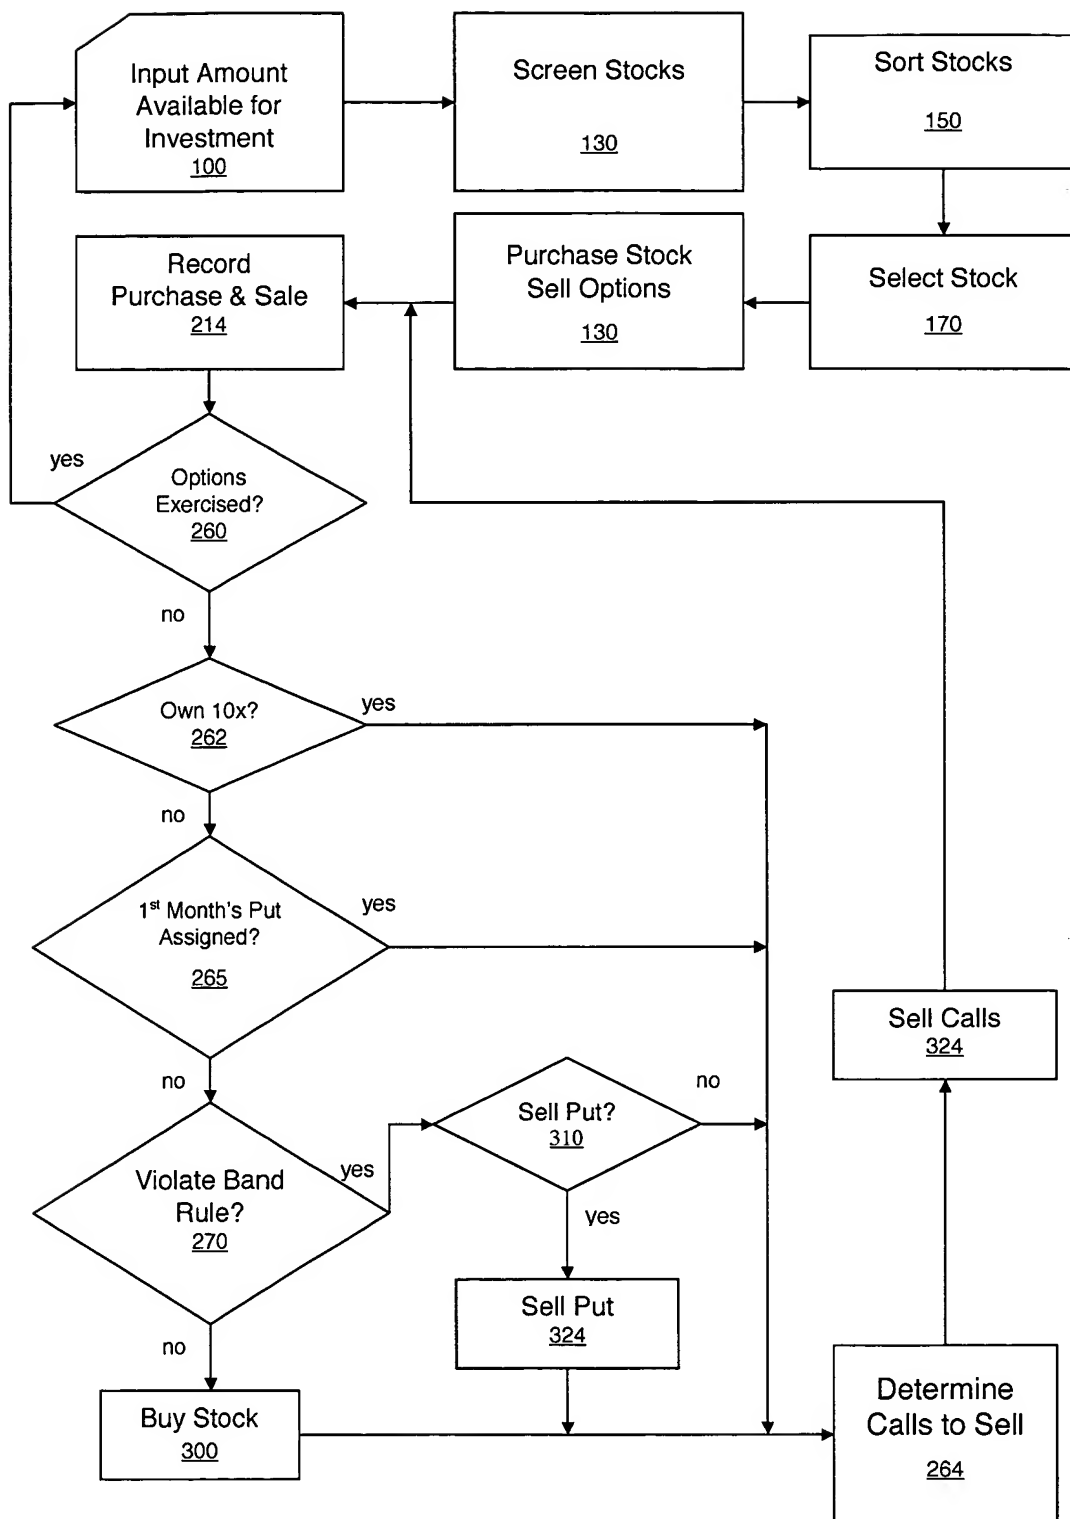 Input Amount
Available for
Investment
100
Screen Stocks
130
Sort Stocks
150
Record
Purchase & Sale
214
Purchase Stock
Sell Options
130
Select Stock
170
yes
Options
Exercised?
260
no
Own 10x?
262
yes
no
1st Month's Put
Assigned?
265
yes
no
Sell Calls
324
Violate Band
Rule?
270
yes
Sell Put?
310
no
yes
Sell Put
324
no
Buy Stock
300
Determine
Calls to Sell
264